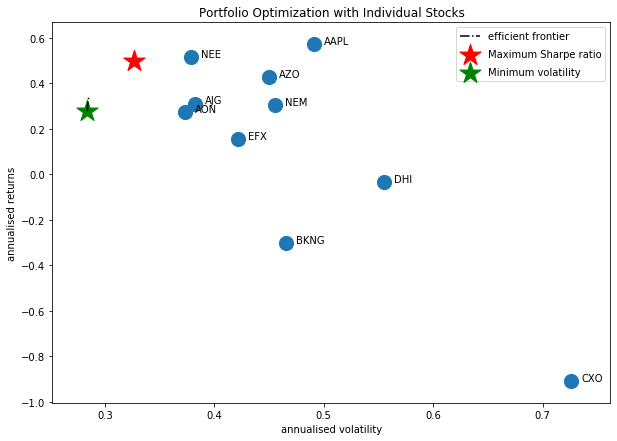 Portfolio Optimization with Individual Stocks
efficient frontier
Maximum Sharpe ratio
Minimum volatility
AAPL
NEE
AZO
AJG
NEM
AON
EFX
DHI
BKNG
CXO
0.6
0.4
0.2
0.0
−0.2
−0.4
−0.6
−0.8
−1.0
annualised returns
0.3 0.4 0.5 0.6 0.7
annualised volatility